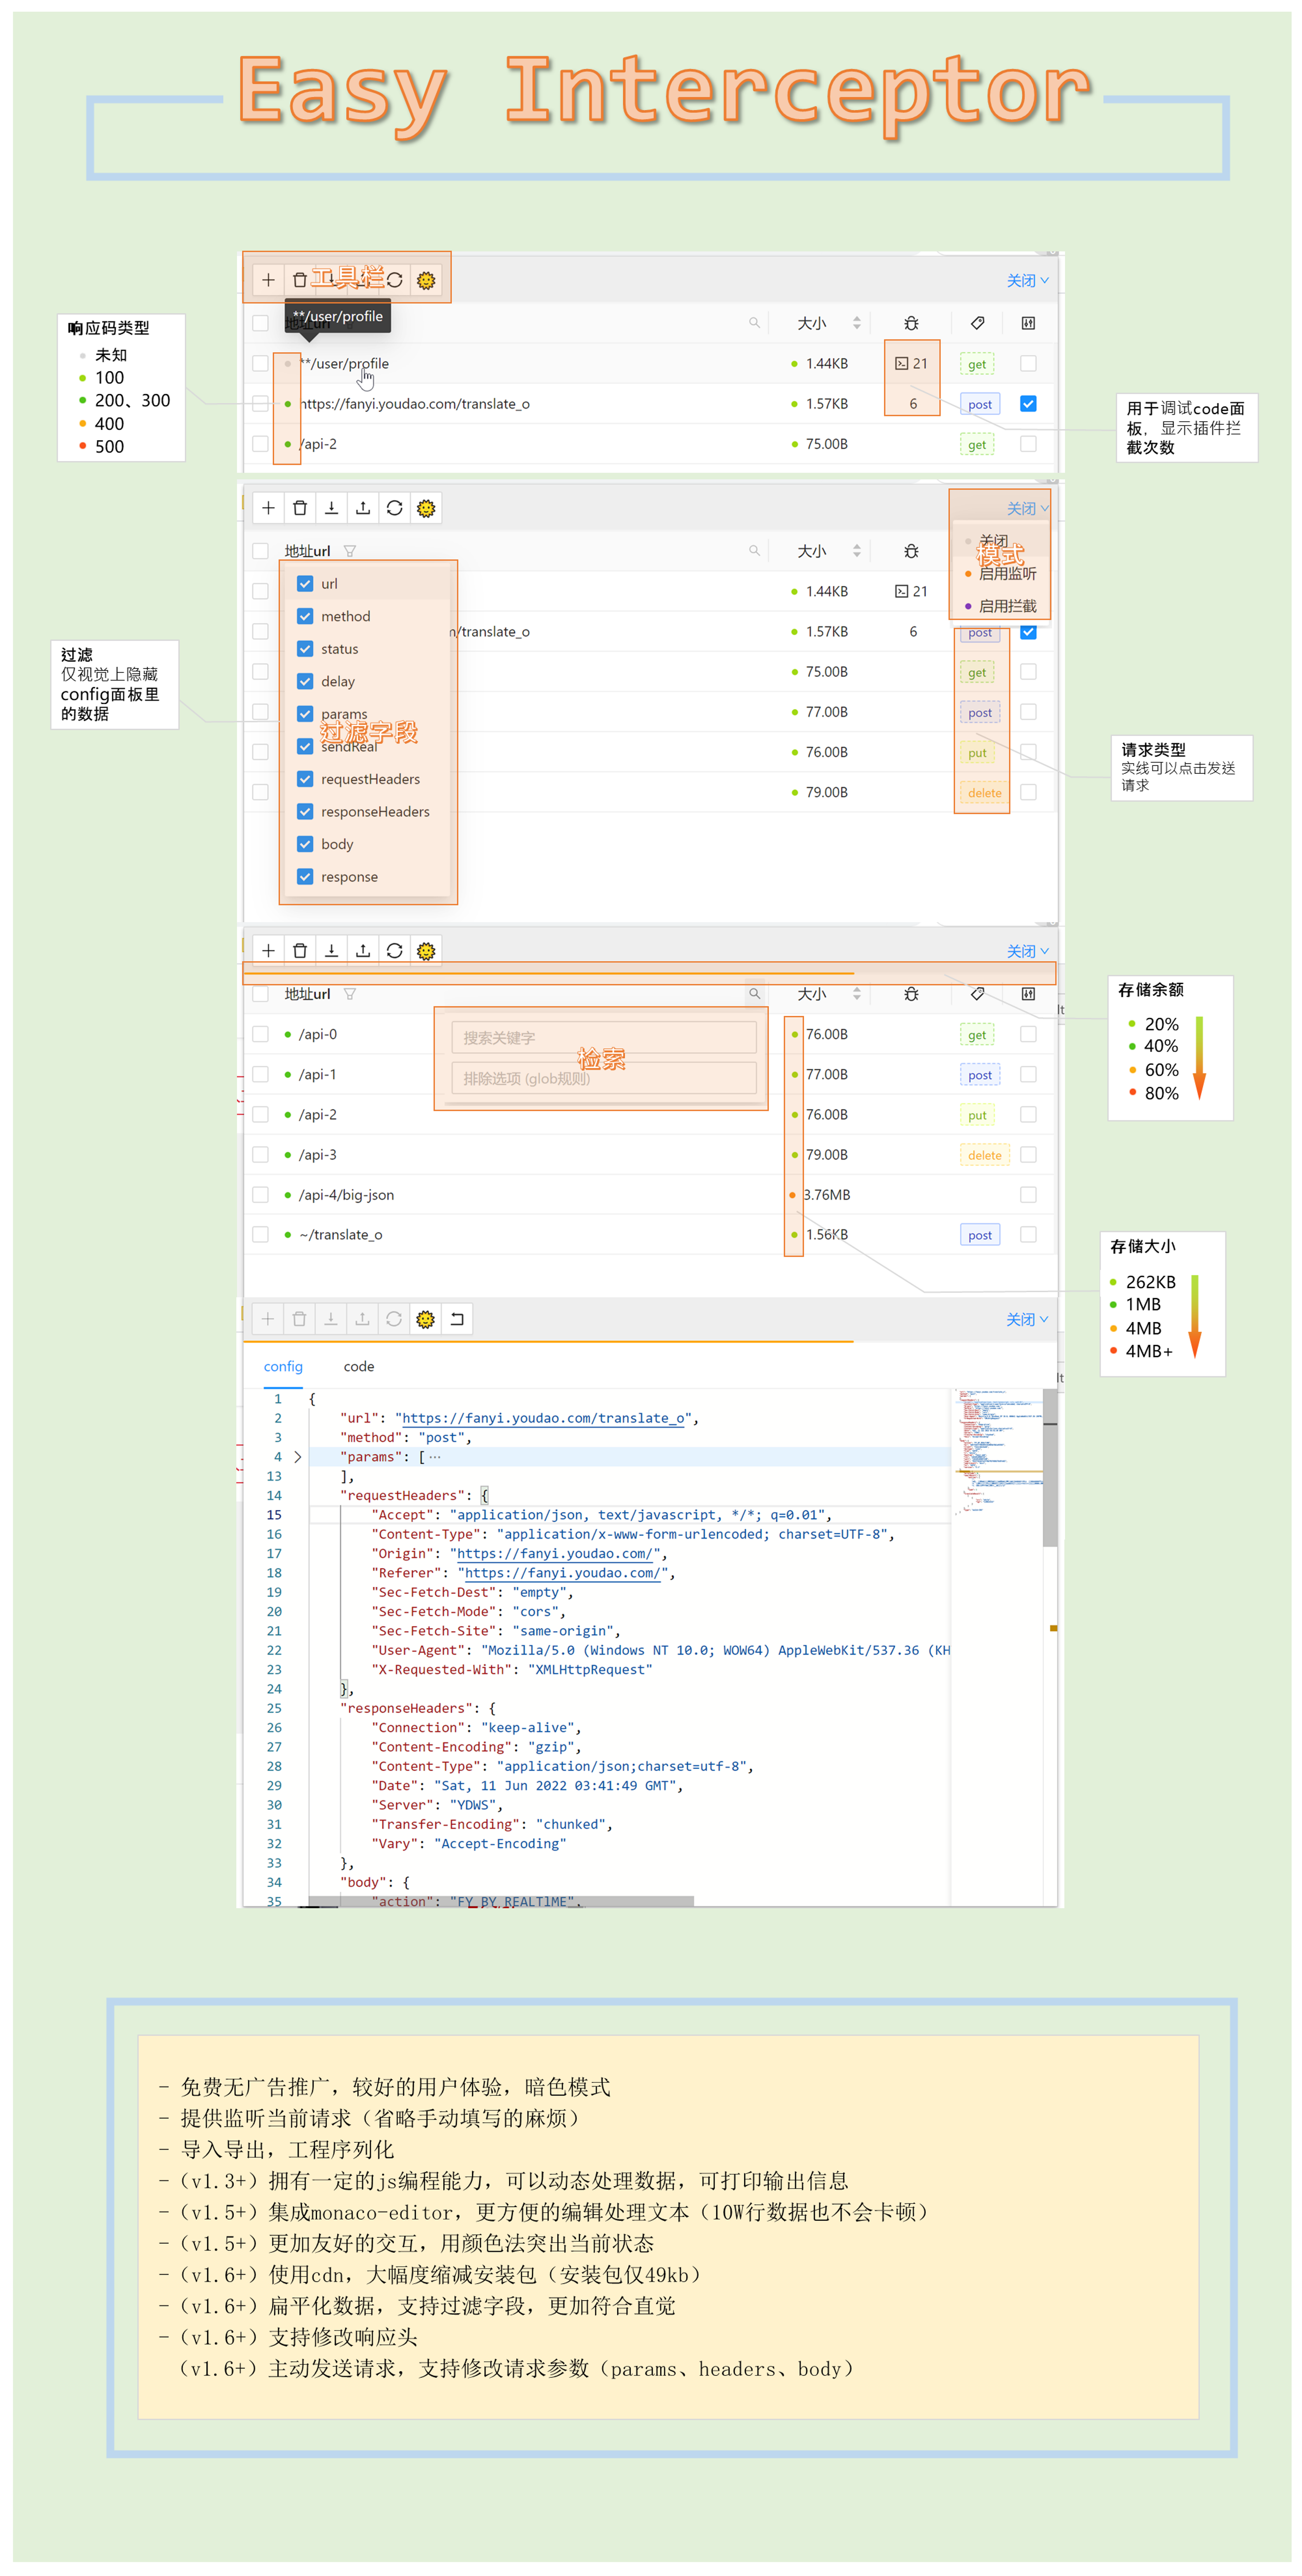 Easy Interceptor
工具栏
关闭
**/user/profile
大小
响应码类型
未知
100
200、300
400
500
**/user/profile
1.44KB
21
get
https://fanyi.youdao.com/translate_o
1.57KB
6
post
/api-2
75.00B
get
用于调试code面
板，显示插件拦
截次数
关闭
地址url
大小
关闭
模式
启用监听
启用拦截
url
method
status
delay
params
过滤字段
sendReal
requestHeaders
responseHeaders
body
response
1.44KB
21
/translate_o
1.57KB
6
post
75.00B
get
77.00B
post
76.00B
put
79.00B
delete
过滤
仅视觉上隐藏
config面板里
的数据
请求类型
实线可以点击发送
请求
关闭
地址url
大小
搜索关键字
检索
排除选项 (glob规则)
/api-0
76.00B
get
/api-1
77.00B
post
/api-2
76.00B
put
/api-3
79.00B
delete
/api-4/big-json
3.76MB
~/translate_o
1.56KB
post
存储余额
20%
40%
60%
80%
存储大小
262KB
1MB
4MB
4MB+
关闭
config
code
1 {
2 "url": "https://fanyi.youdao.com/translate_o",
3 "method": "post",
4 "params": [ ···
13 ],
14 "requestHeaders": {
15 "Accept": "application/json, text/javascript, */*; q=0.01",
16 "Content-Type": "application/x-www-form-urlencoded; charset=UTF-8",
17 "Origin": "https://fanyi.youdao.com/",
18 "Referer": "https://fanyi.youdao.com/",
19 "Sec-Fetch-Dest": "empty",
20 "Sec-Fetch-Mode": "cors",
21 "Sec-Fetch-Site": "same-origin",
22 "User-Agent": "Mozilla/5.0 (Windows NT 10.0; WOW64) AppleWebKit/537.36 (KH
23 "X-Requested-With": "XMLHttpRequest"
24 },
25 "responseHeaders": {
26 "Connection": "keep-alive",
27 "Content-Encoding": "gzip",
28 "Content-Type": "application/json;charset=utf-8",
29 "Date": "Sat, 11 Jun 2022 03:41:49 GMT",
30 "Server": "YDWS",
31 "Transfer-Encoding": "chunked",
32 "Vary": "Accept-Encoding"
33 },
34 "body": {
35 "action": "FY_BY_REALTlME",
- 免费无广告推广，较好的用户体验，暗色模式
- 提供监听当前请求（省略手动填写的麻烦）
- 导入导出，工程序列化
-（v1.3+）拥有一定的js编程能力，可以动态处理数据，可打印输出信息
-（v1.5+）集成monaco-editor，更方便的编辑处理文本（10W行数据也不会卡顿）
-（v1.5+）更加友好的交互，用颜色法突出当前状态
-（v1.6+）使用cdn，大幅度缩减安装包（安装包仅49kb）
-（v1.6+）扁平化数据，支持过滤字段，更加符合直觉
-（v1.6+）支持修改响应头
（v1.6+）主动发送请求，支持修改请求参数（params、headers、body）